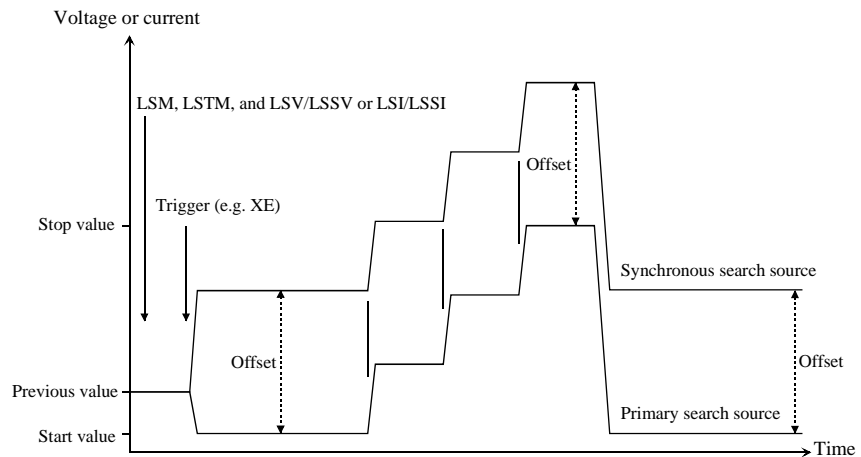 Voltage or current
LSM, LSTM, and LSV/LSSV or LSI/LSSI
Offset
Trigger (e.g. XE)
Stop value
Synchronous search source
Offset
Offset
Previous value
Primary search source
Start value
Time